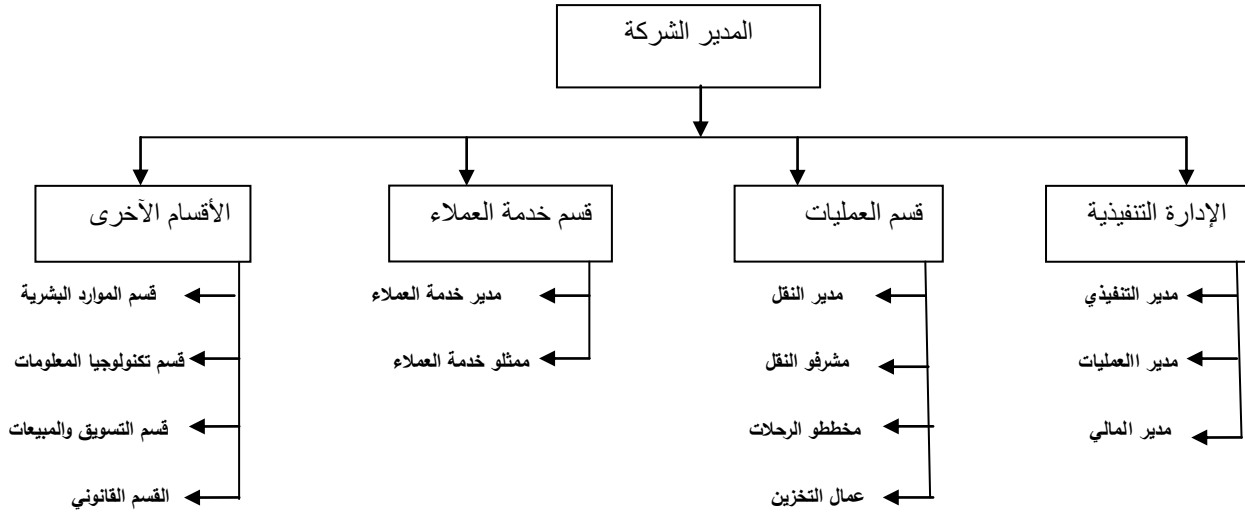 المدير الشركة
الإدارة التنفيذية
مدير التنفيذي
مدير االعمليات
مدير المالي
قسم العمليات
مدير النقل
مشرفو النقل
مخططو الرحلات
عمال التخزين
قسم خدمة العملاء
مدير خدمة العملاء
ممثلو خدمة العملاء
الأقسام الآخرى
قسم الموارد البشرية
قسم تكنولوجيا المعلومات
قسم التسويق والمبيعات
القسم القانوني